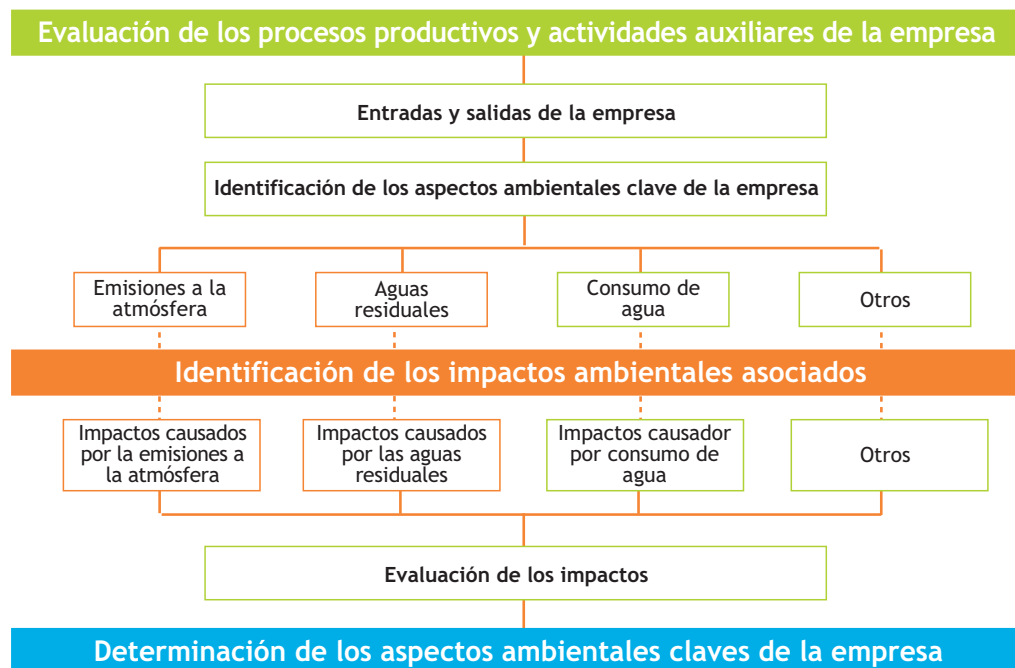 Evaluación de los procesos productivos y actividades auxiliares de la empresa
Entradas y salidas de la empresa
Identificación de los aspectos ambientales clave de la empresa
Emisiones a la
atmósfera
Aguas
residuales
Consumo de
agua
Otros
Identificación de los impactos ambientales asociados
Impactos causados
por la emisiones a
la atmósfera
Impactos causados
por las aguas
residuales
Impactos causador
por consumo de
agua
Otros
Evaluación de los impactos
Determinación de los aspectos ambientales claves de la empresa